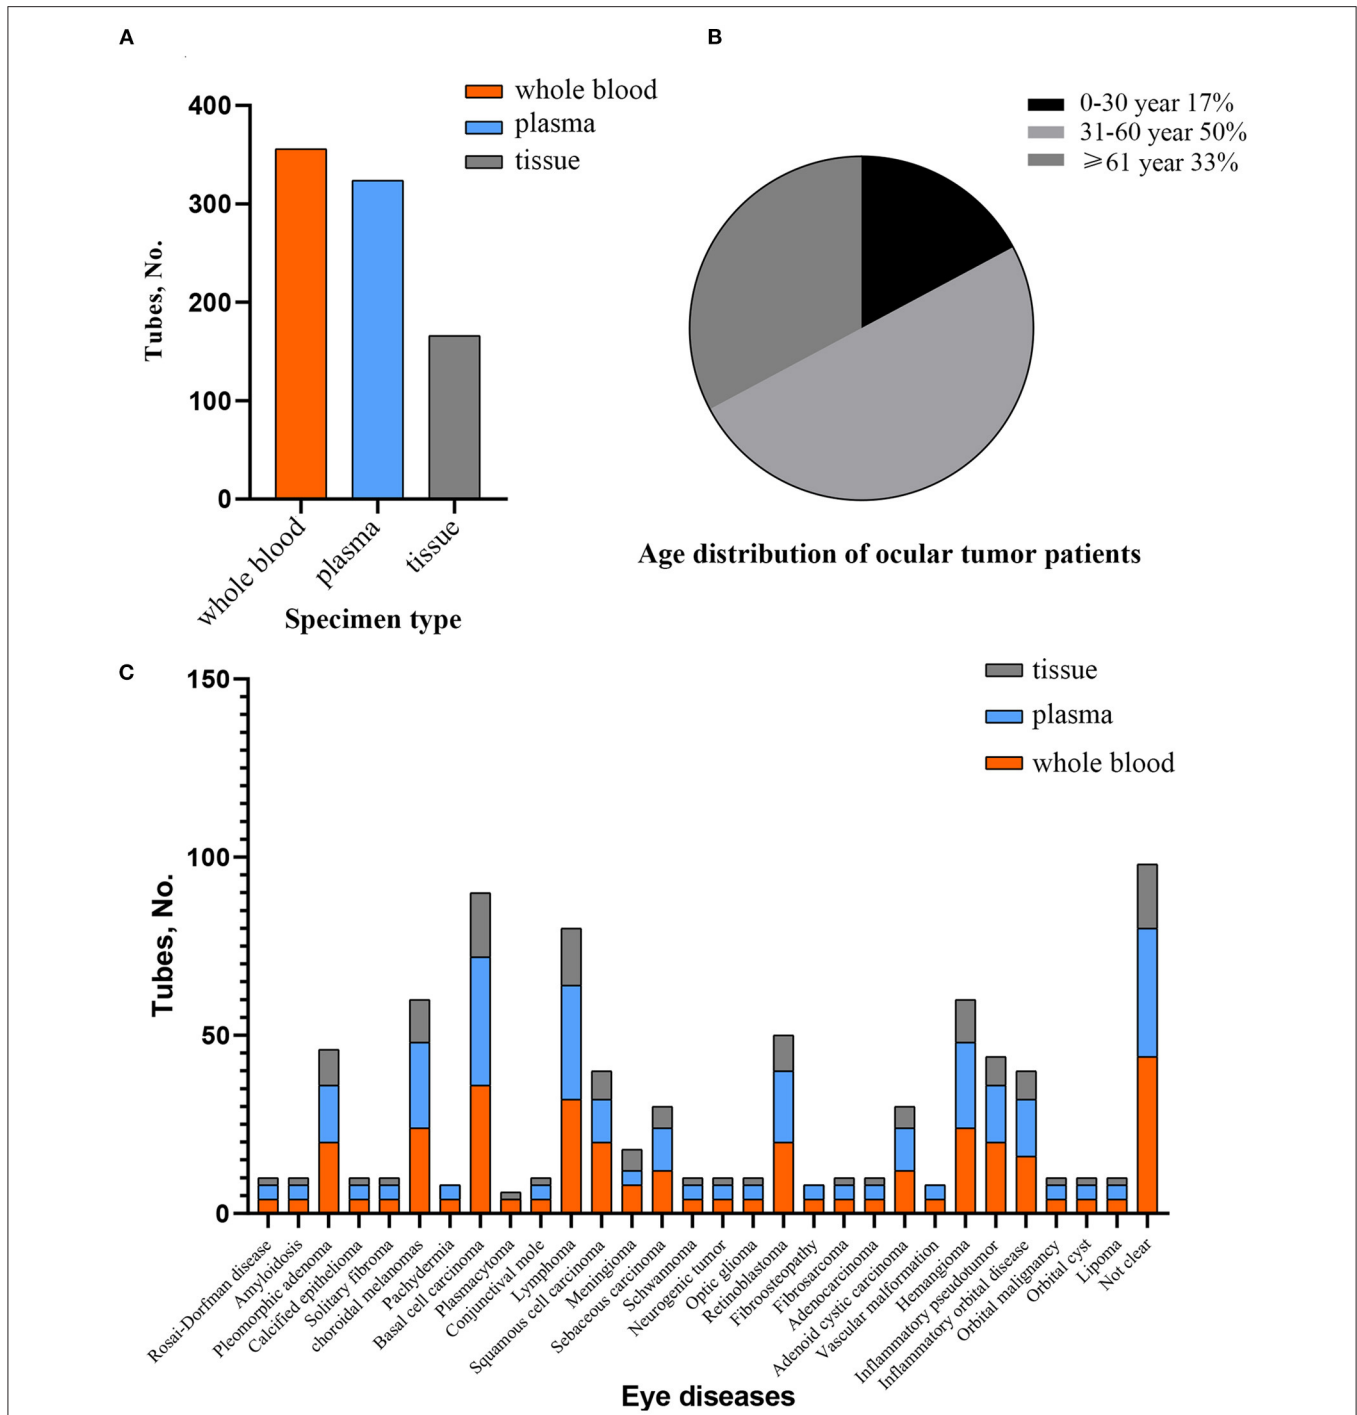 A
whole blood
plasma
tissue
400
300
200
100
0
Tubes, No.
whole blood
plasma
tissue
Specimen type
B
0-30 year 17%
31-60 year 50%
⩾61 year 33%
Age distribution of ocular tumor patients
C
tissue
plasma
whole blood
150
100
50
0
Tubes, No.
Rosai-Dorfman disease
Amyloidosis
Pleomorphic adenoma
Calcified epithelioma
Solitary fibroma
choroidal melanomas
Pachydermia
Basal cell carcinoma
Plasmacytoma
Conjunctival mole
Lymphoma
Squamous cell carcinoma
Meningioma
Sebaceous carcinoma
Schwannoma
Neurogenic tumor
Optic glioma
Retinoblastoma
Fibroosteopathy
Fibrosarcoma
Adenocarcinoma
Adenoid cystic carcinoma
Vascular malformation
Hemangioma
Inflammatory pseudotumor
Inflammatory orbital disease
Orbital malignancy
Orbital cyst
Lipoma
Not clear
Eye diseases